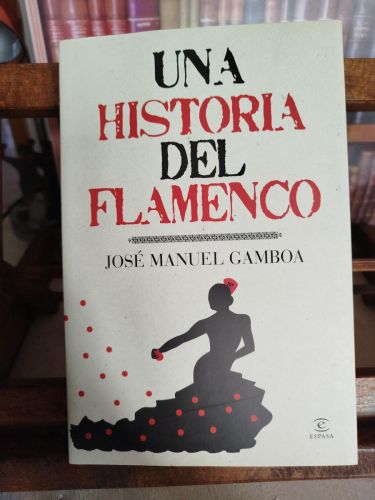 UNA
HISTORIA
DEL
FLAMENCO
JOSÉ MANUEL GAMBOA
e
ESPASA